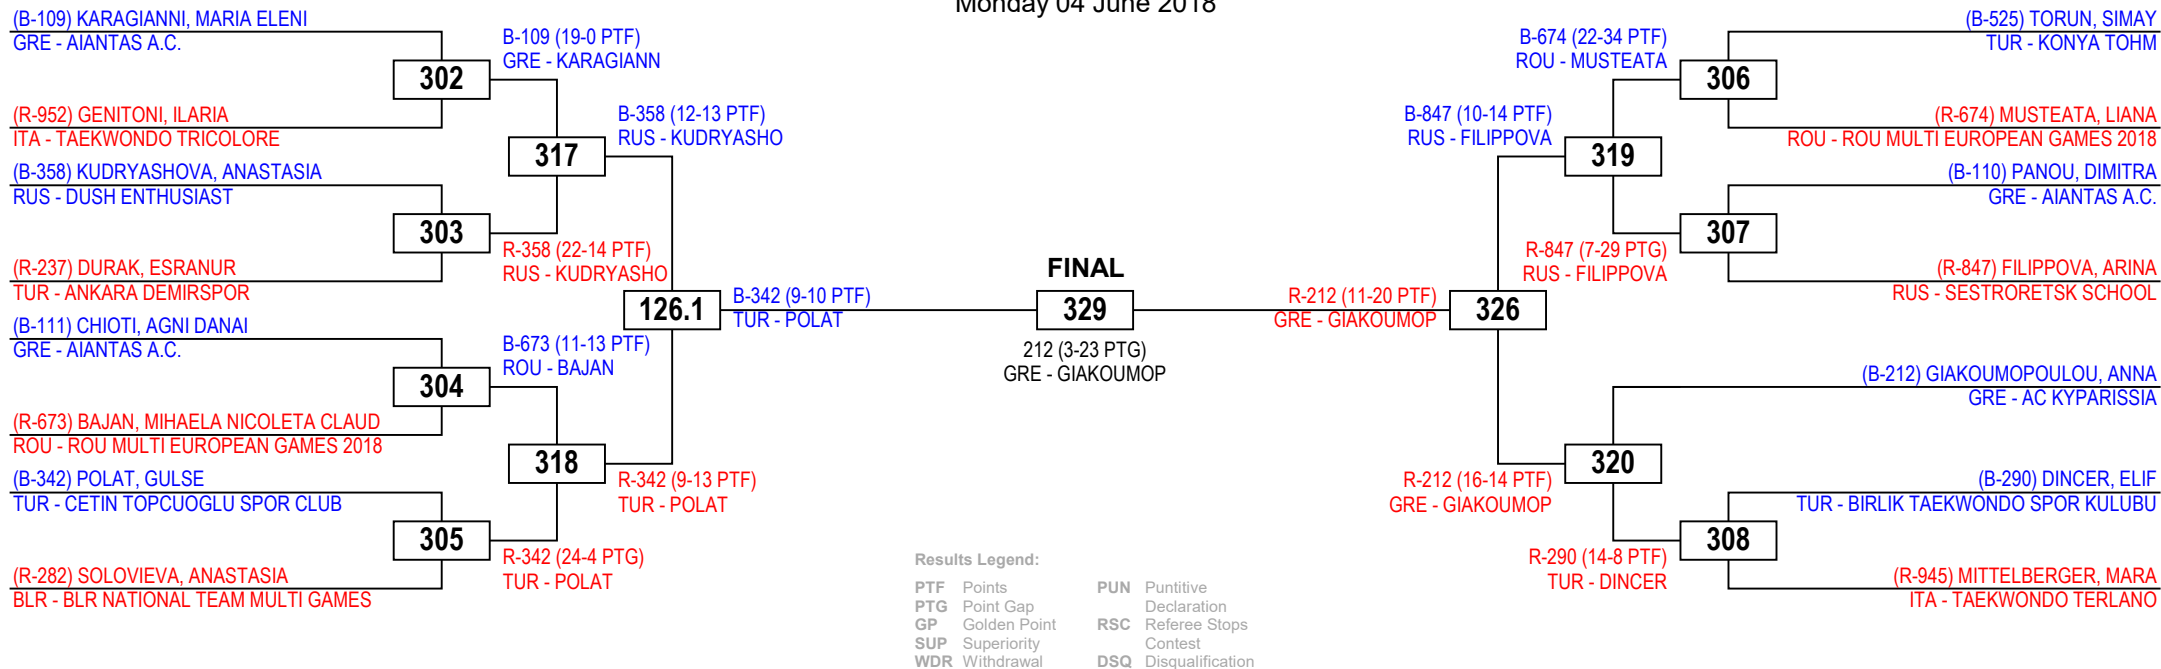 Monday 04 June 2018
(B-109) KARAGIANNI, MARIA ELENI
GRE - AIANTAS A.C.
302
(R-952) GENITONI, ILARIA
ITA - TAEKWONDO TRICOLORE
B-109 (19-0 PTF)
GRE - KARAGIANN
(B-358) KUDRYASHOVA, ANASTASIA
RUS - DUSH ENTHUSIAST
303
(R-237) DURAK, ESRANUR
TUR - ANKARA DEMIRSPOR
R-358 (22-14 PTF)
RUS - KUDRYASHO
317
B-358 (12-13 PTF)
RUS - KUDRYASHO
(B-111) CHIOTI, AGNI DANAI
GRE - AIANTAS A.C.
304
(R-673) BAJAN, MIHAELA NICOLETA CLAUD
ROU - ROU MULTI EUROPEAN GAMES 2018
B-673 (11-13 PTF)
ROU - BAJAN
(B-342) POLAT, GULSE
TUR - CETIN TOPCUOGLU SPOR CLUB
305
(R-282) SOLOVIEVA, ANASTASIA
BLR - BLR NATIONAL TEAM MULTI GAMES
R-342 (24-4 PTG)
TUR - POLAT
318
R-342 (9-13 PTF)
TUR - POLAT
126.1
B-342 (9-10 PTF)
TUR - POLAT
FINAL
329
212 (3-23 PTG)
GRE - GIAKOUMOP
R-212 (11-20 PTF)
GRE - GIAKOUMOP
326
B-847 (10-14 PTF)
RUS - FILIPPOVA
319
B-674 (22-34 PTF)
ROU - MUSTEATA
306
(B-525) TORUN, SIMAY
TUR - KONYA TOHM
(R-674) MUSTEATA, LIANA
ROU - ROU MULTI EUROPEAN GAMES 2018
(B-110) PANOU, DIMITRA
GRE - AIANTAS A.C.
307
R-847 (7-29 PTG)
RUS - FILIPPOVA
(R-847) FILIPPOVA, ARINA
RUS - SESTRORETSK SCHOOL
(B-212) GIAKOUMOPOULOU, ANNA
GRE - AC KYPARISSIA
320
R-212 (16-14 PTF)
GRE - GIAKOUMOP
(B-290) DINCER, ELIF
TUR - BIRLIK TAEKWONDO SPOR KULUBU
308
R-290 (14-8 PTF)
TUR - DINCER
(R-945) MITTELBERGER, MARA
ITA - TAEKWONDO TERLANO
Results Legend:
PTF Points
PTG Point Gap
GP Golden Point
SUP Superiority
WDR Withdrawal
PUN Puntitive
Declaration
RSC Referee Stops
Contest
DSQ Disqualification